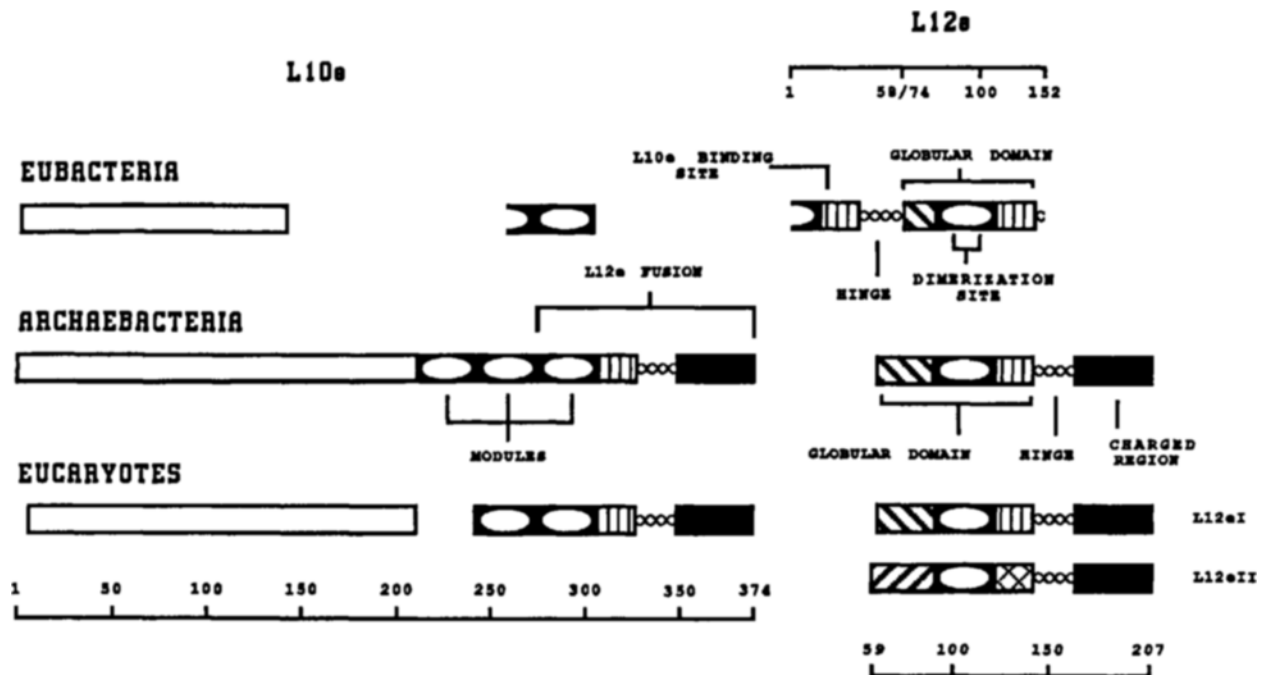 L12e
L10e
1 59/74 100 152
L10e BINDING SITE
GLOBULAR DOMAIN
EUBACTERIA
HINGE
DIMERIZATION SITE
L12e FUSION
ARCHAEBACTERIA
MODULES
GLOBULAR DOMAIN
HINGE
CHARGED REGION
EUCARYOTES
L12eI
L12eII
1 50 100 150 200 250 300 350 374
59 100 150 207